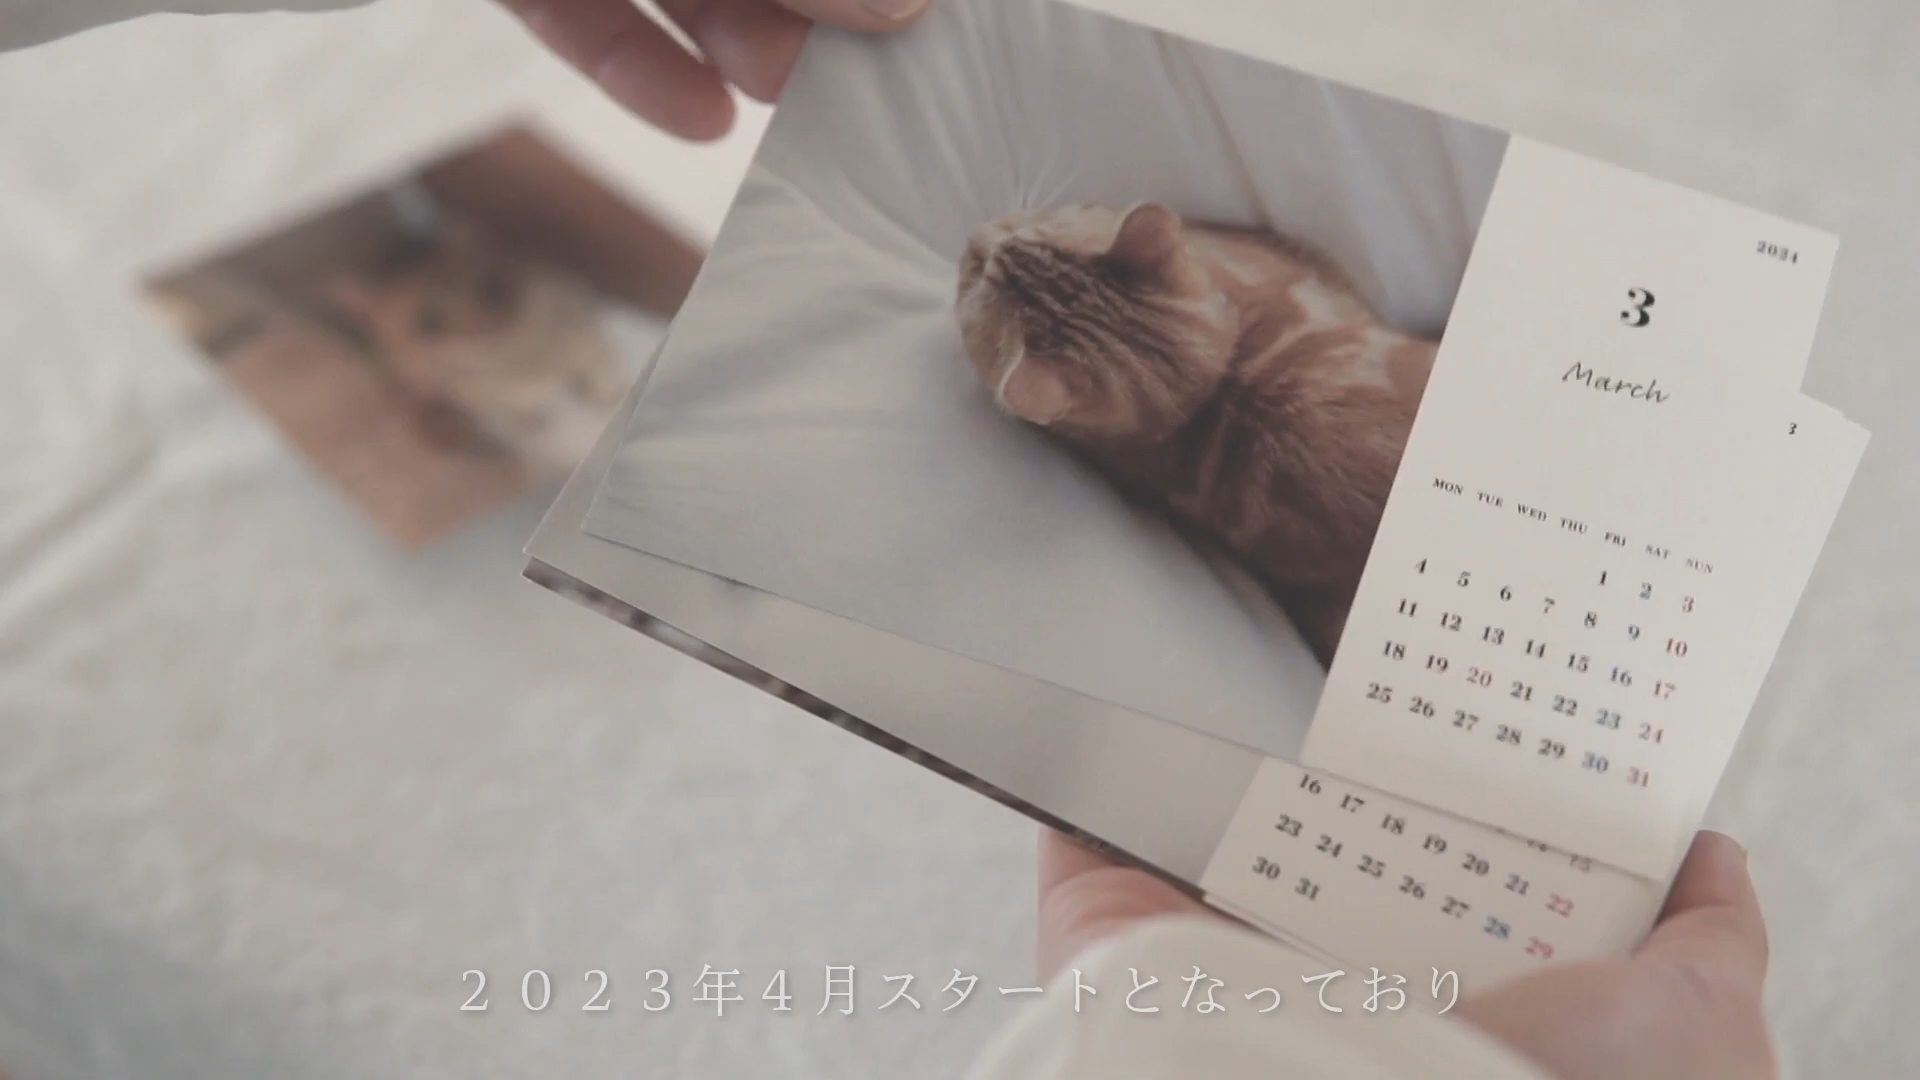 2024
3
March
3
MON TUE WED THU FRI SAT SUN
1 2 3
4 5 6 7 8 9 10
11 12 13 14 15 16 17
18 19 20 21 22 23 24
25 26 27 28 29 30 31
16 17 18 19 20 21 22
23 24 25 26 27 28 29
30 31
２０２３年４月スタートとなっており